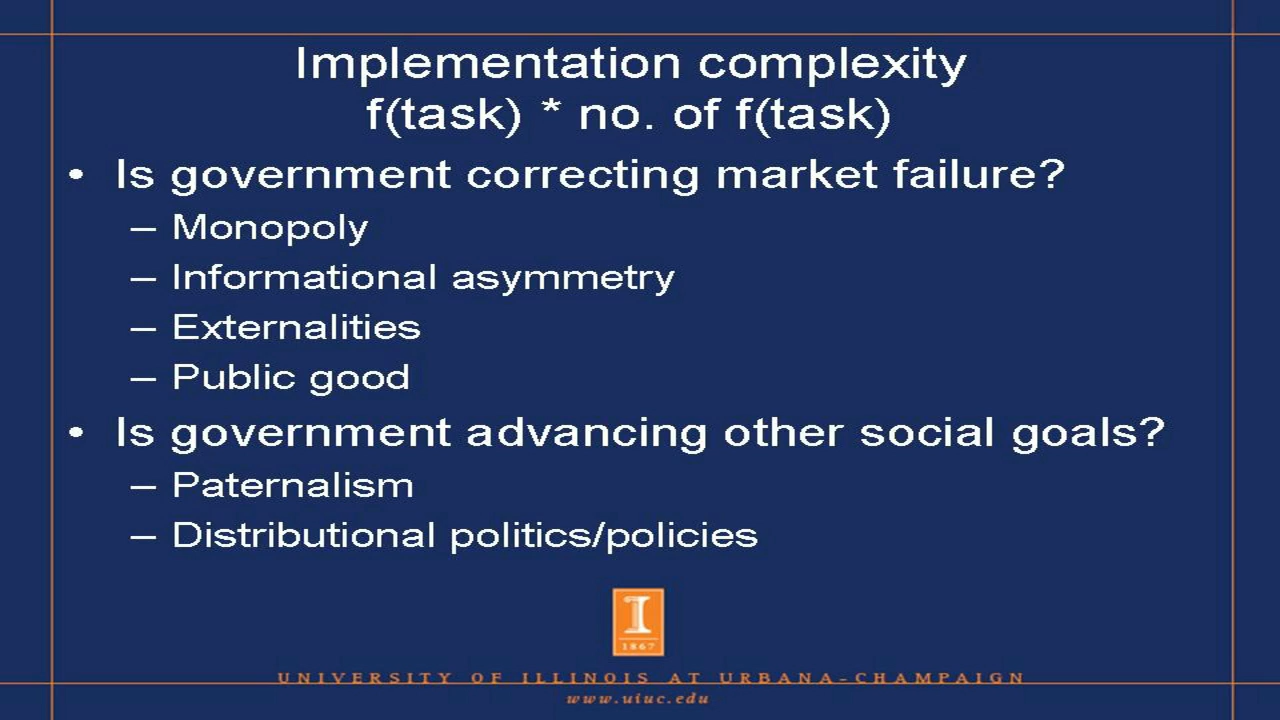 Implementation complexity
f(task) * no. of f(task)
• Is government correcting market failure?
– Monopoly
– Informational asymmetry
– Externalities
– Public good
• Is government advancing other social goals?
– Paternalism
– Distributional politics/policies
I
1867
UNIVERSITY OF ILLINOIS AT URBANA-CHAMPAIGN
www.uiuc.edu